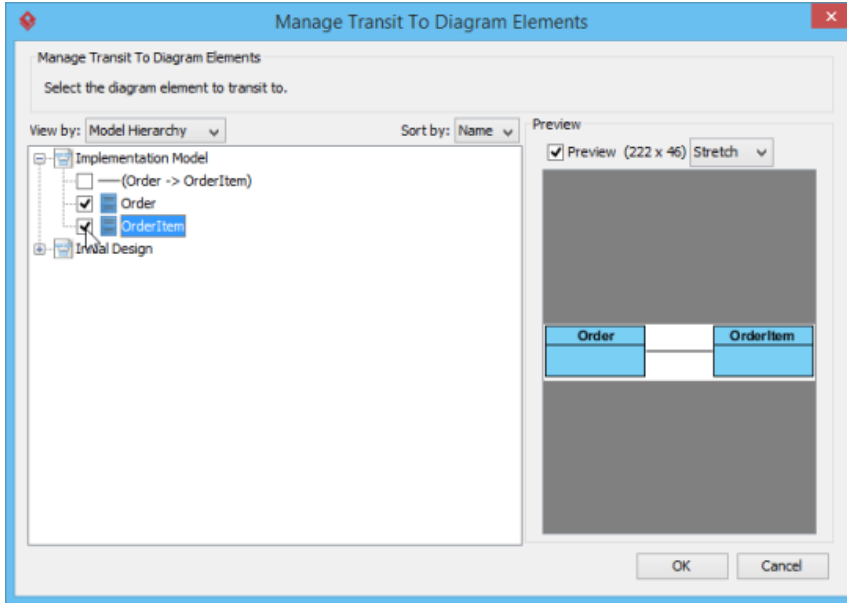 Manage Transit To Diagram Elements
Manage Transit To Diagram Elements
Select the diagram element to transit to.
View by: Model Hierarchy
Sort by: Name
Implementation Model
(Order -> OrderItem)
Order
OrderItem
Design
Preview
Preview (222 x 46) Stretch
Order OrderItem
OK Cancel